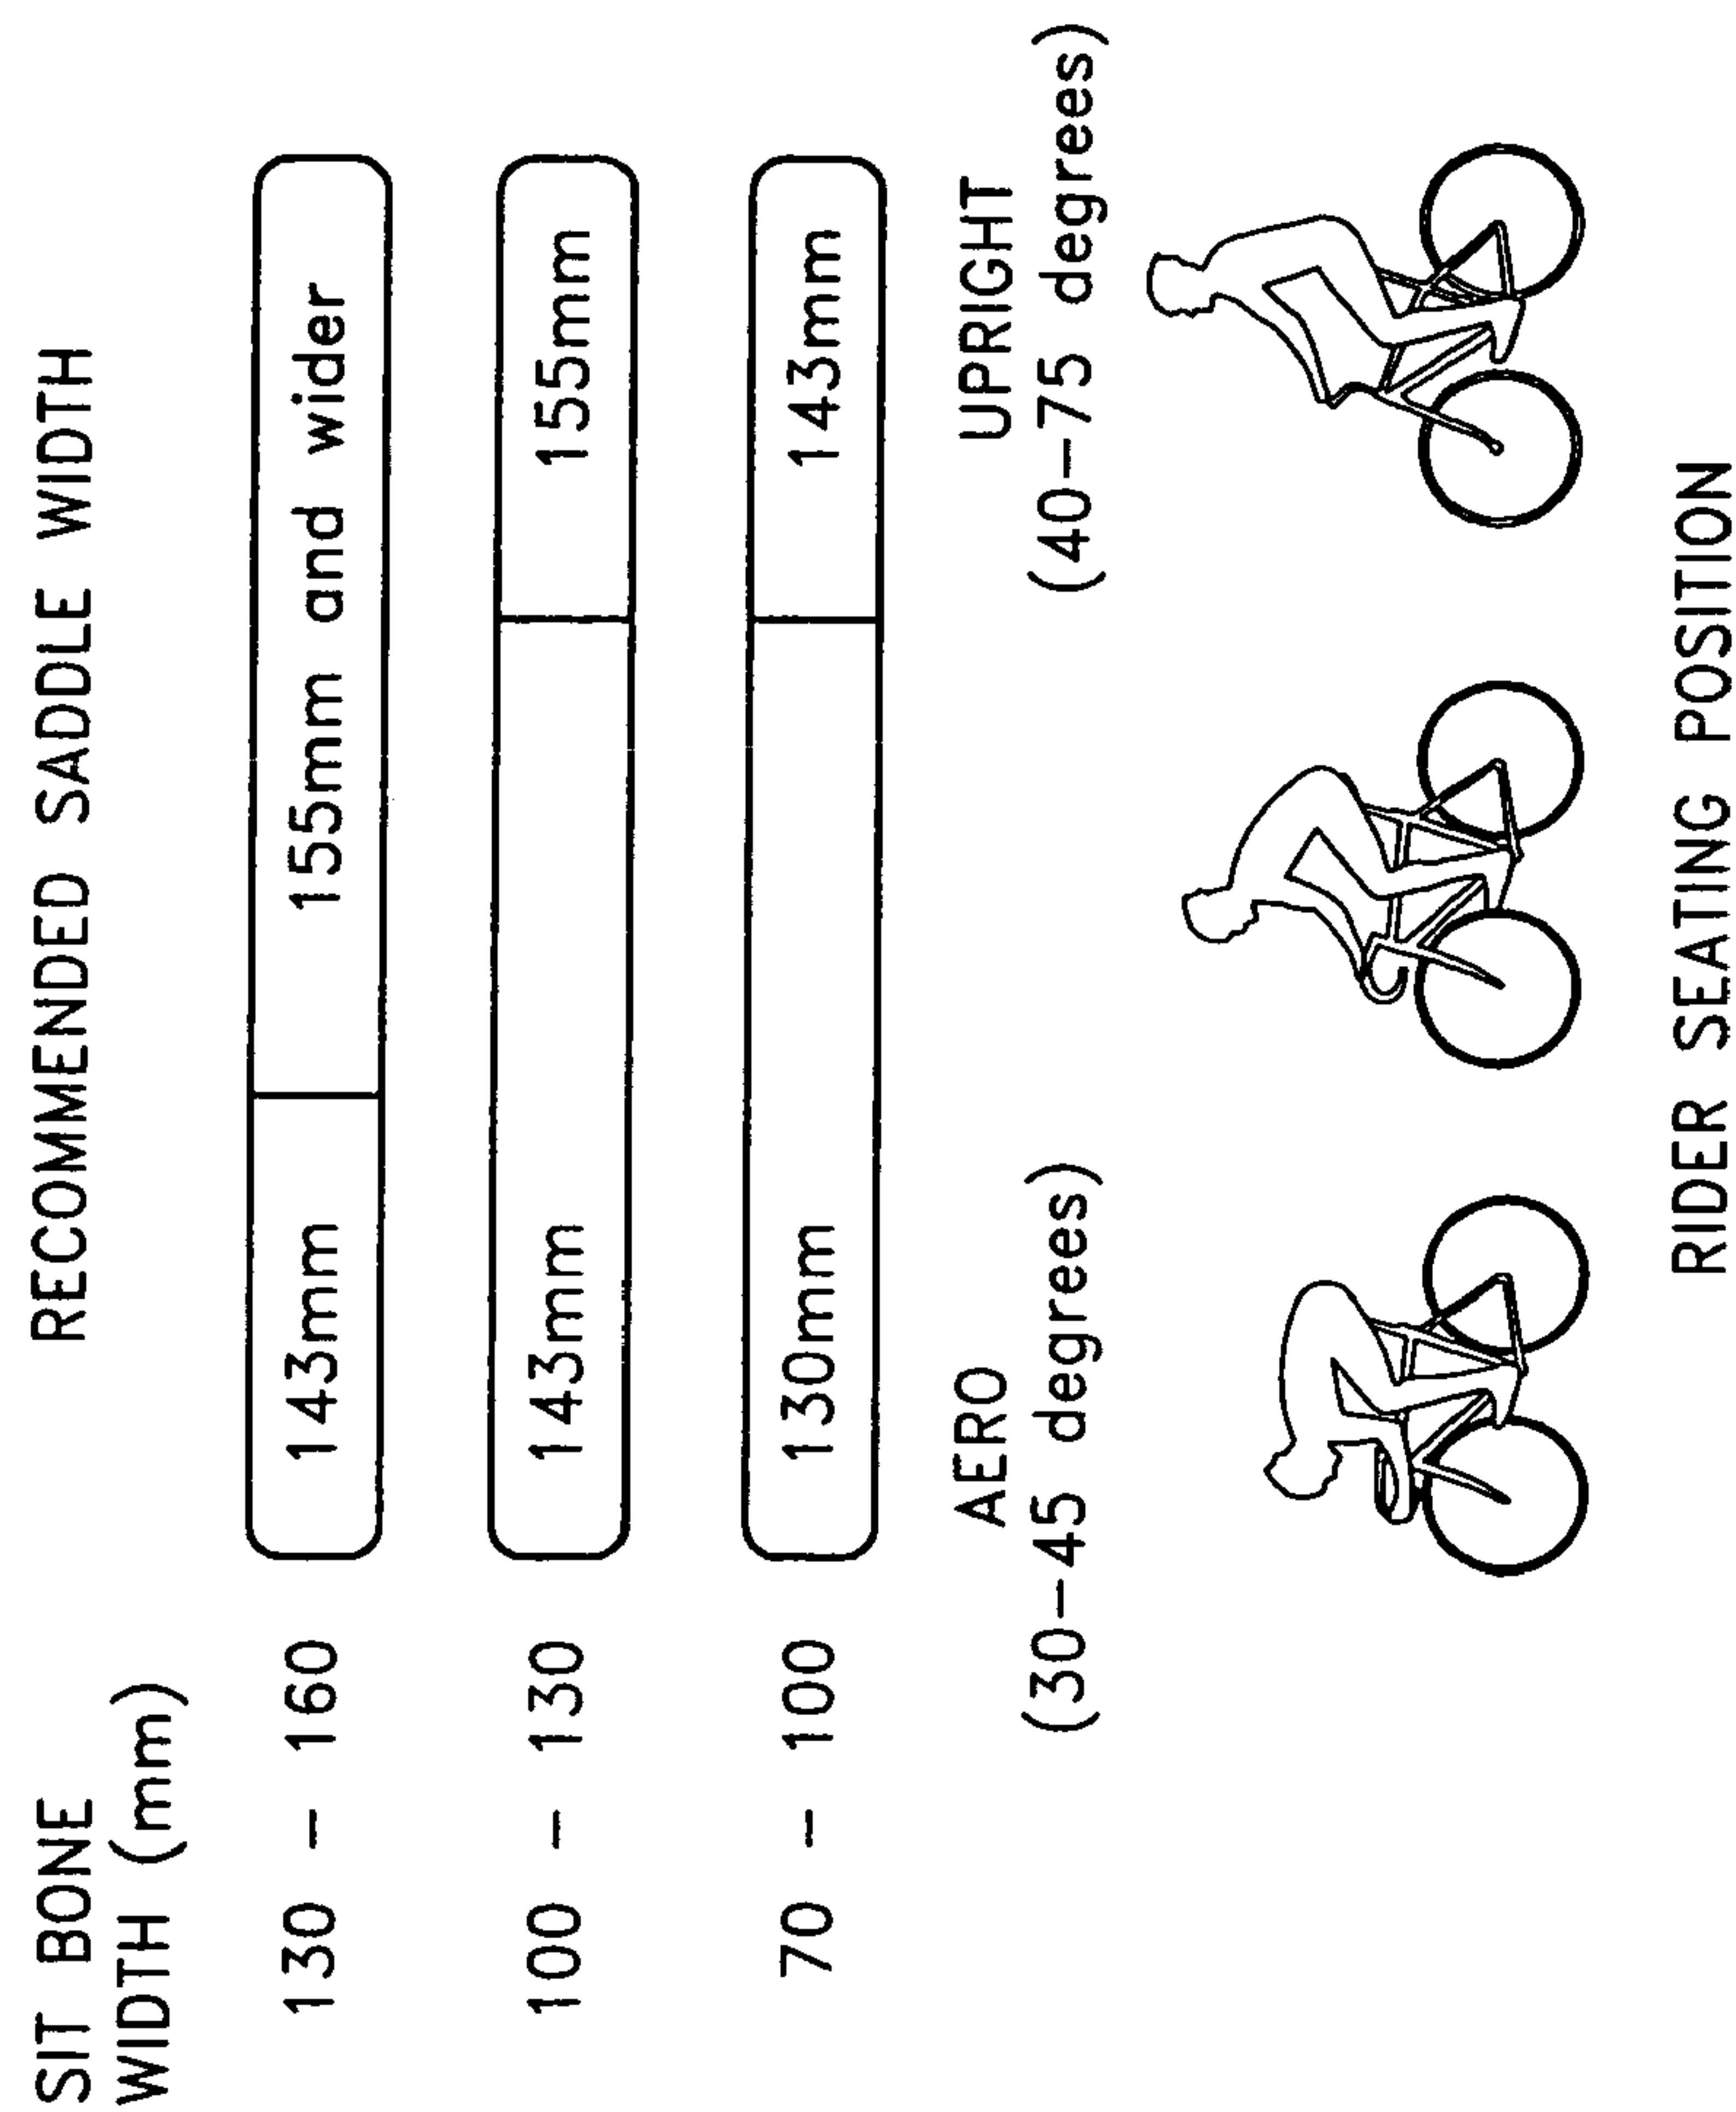 SIT BONE
WIDTH (mm)
RECOMMENDED SADDLE WIDTH
130 - 160
143mm
155mm and wider
100 - 130
143mm
155mm
70 - 100
130mm
143mm
AERO
(30-45 degrees)
UPRIGHT
(40-75 degrees)
RIDER SEATING POSITION